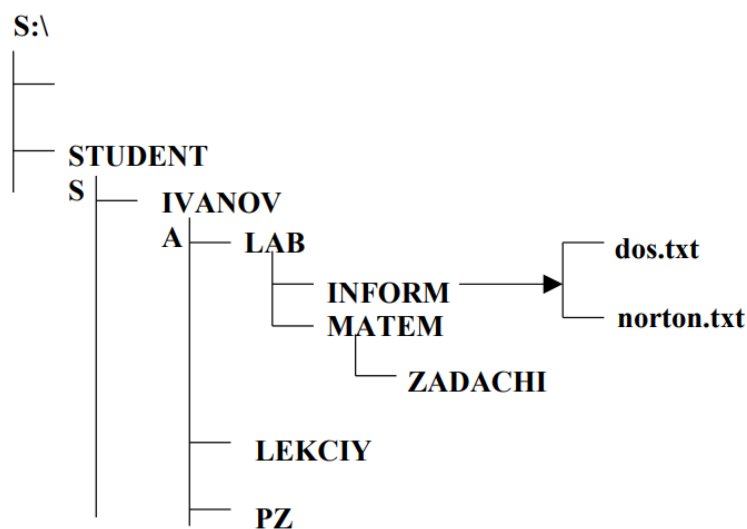 S:\
STUDENT
S
IVANOV
A
LAB
dos.txt
INFORM
norton.txt
MATEM
ZADACHI
LEKCIY
PZ